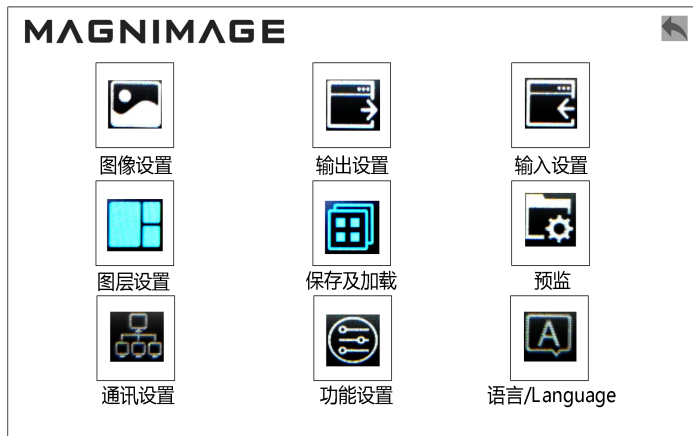 MAGNIMAGE
图像设置
输出设置
输入设置
图层设置
保存及加载
预监
A
通讯设置
功能设置
语言/Language